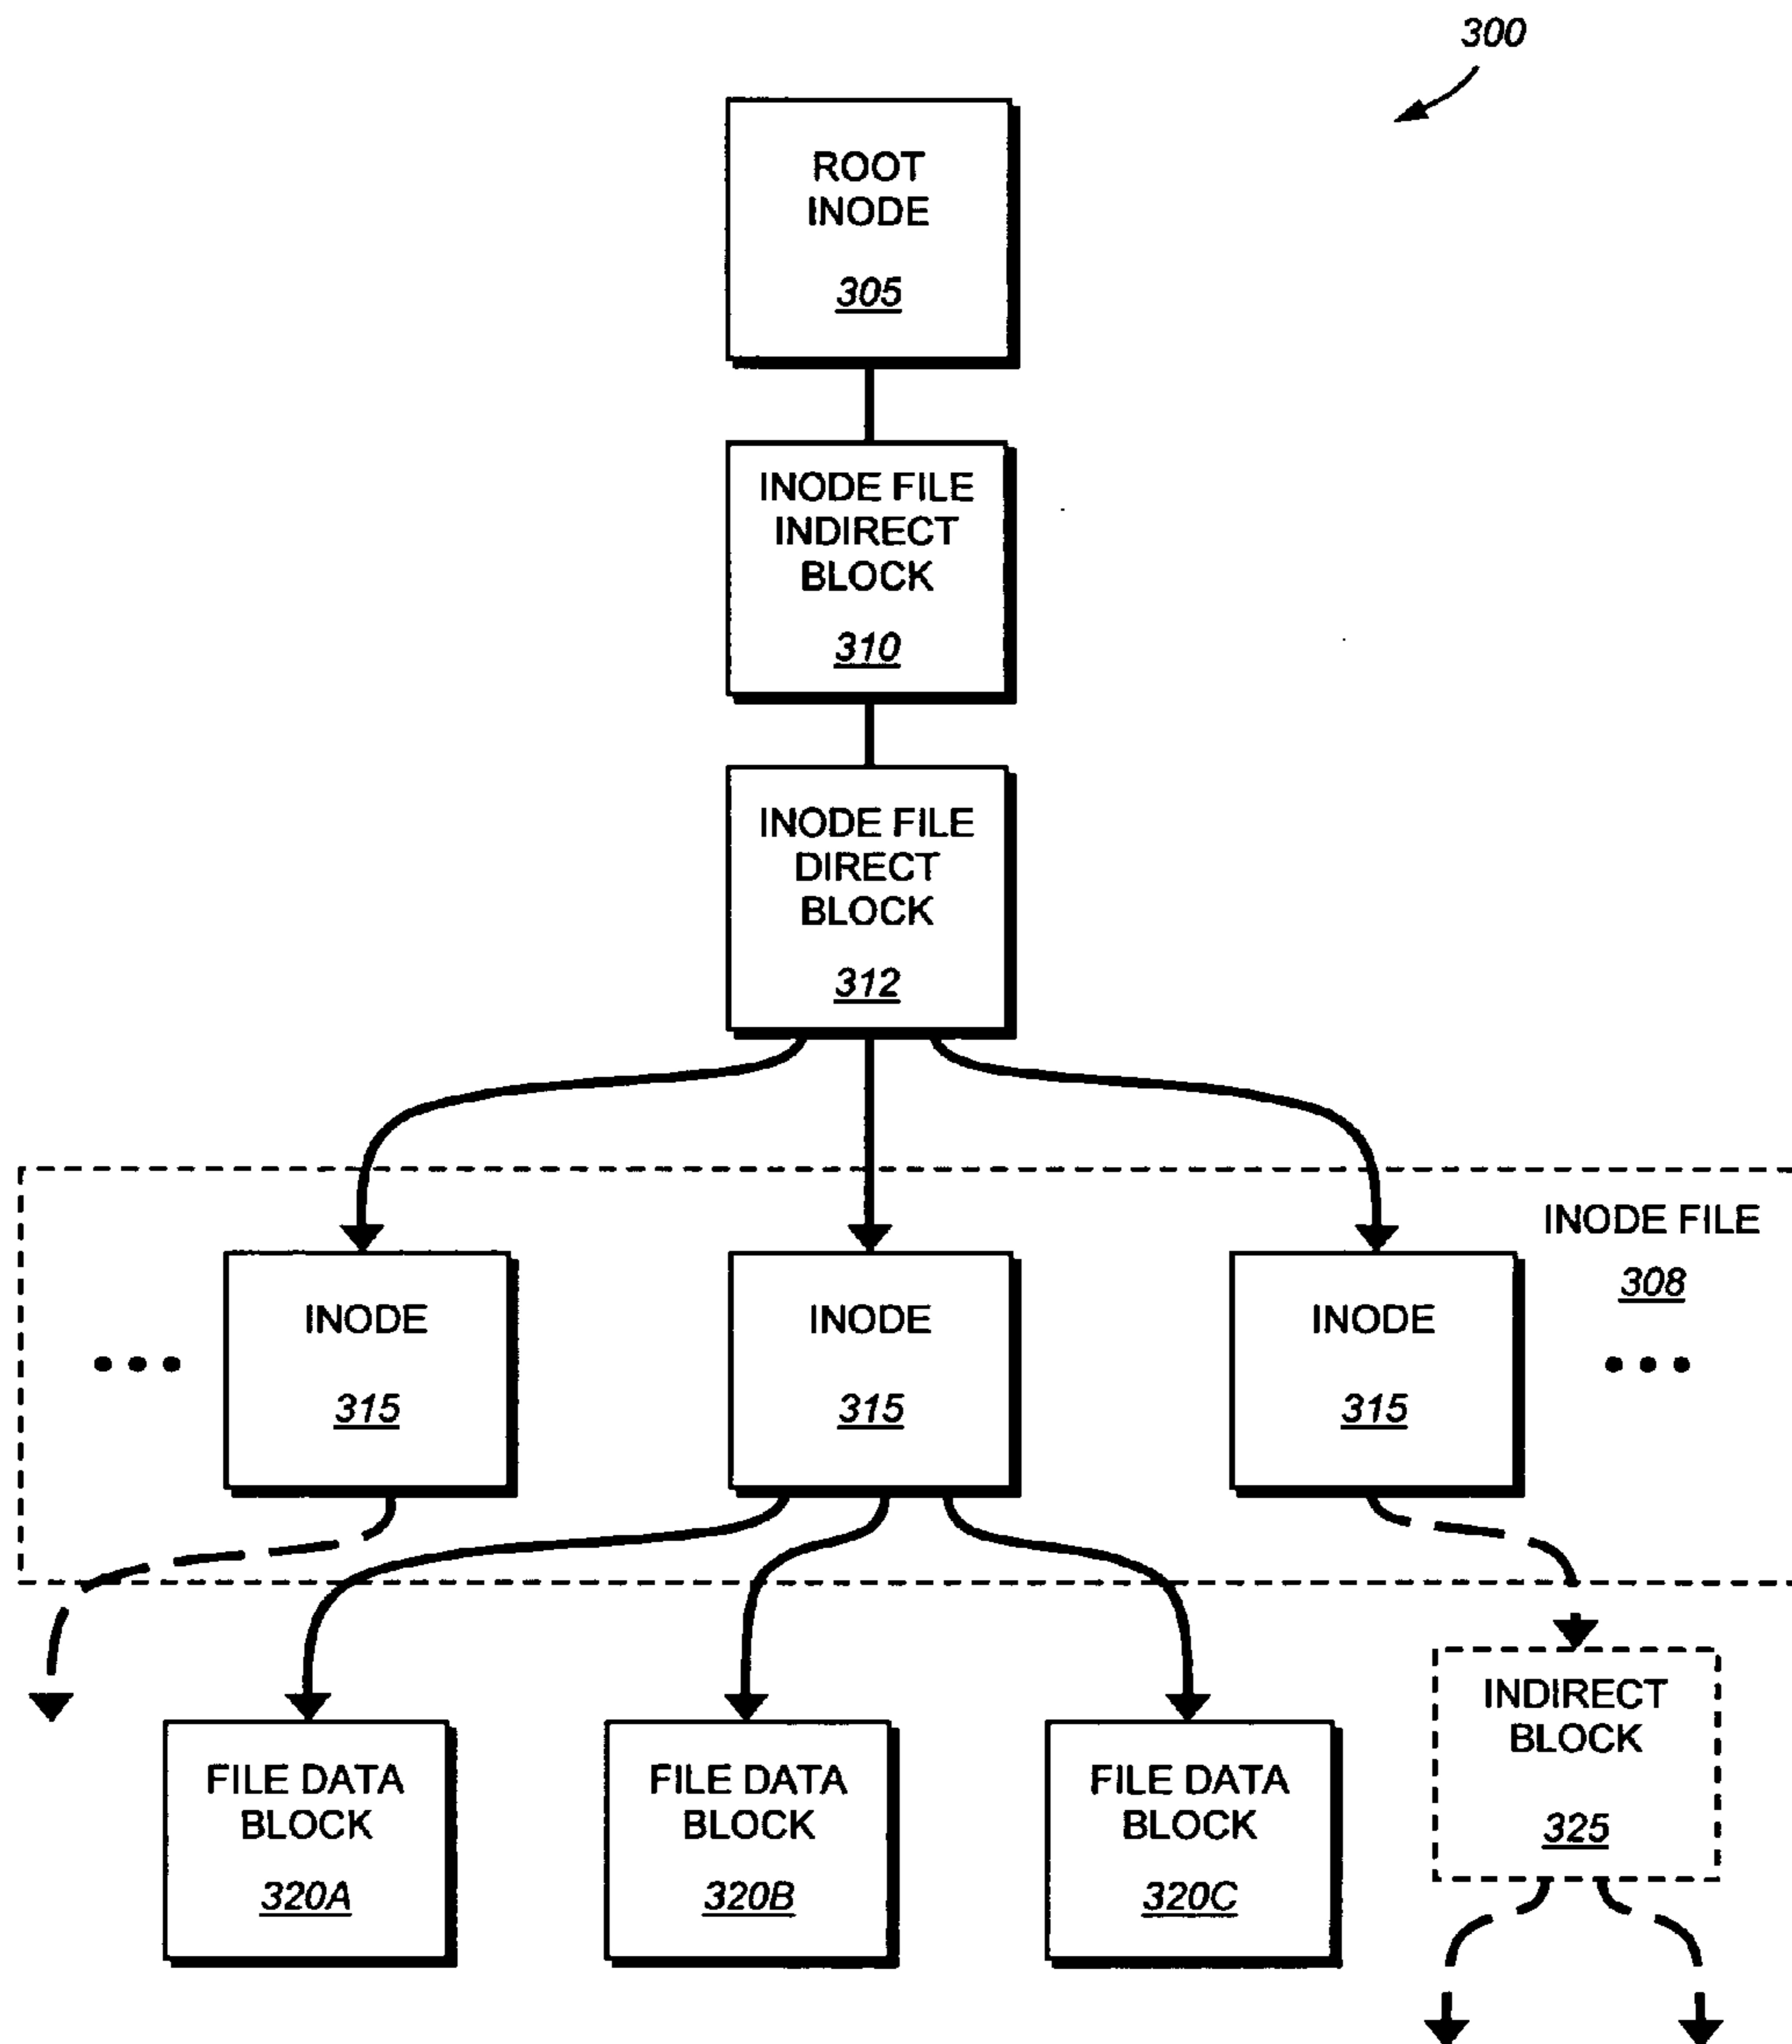 300
ROOT
INODE
305
INODE FILE
INDIRECT
BLOCK
310
INODE FILE
DIRECT
BLOCK
312
INODE FILE
308
INODE
315
INODE
315
INODE
315
INDIRECT
BLOCK
325
FILE DATA
BLOCK
320A
FILE DATA
BLOCK
320B
FILE DATA
BLOCK
320C